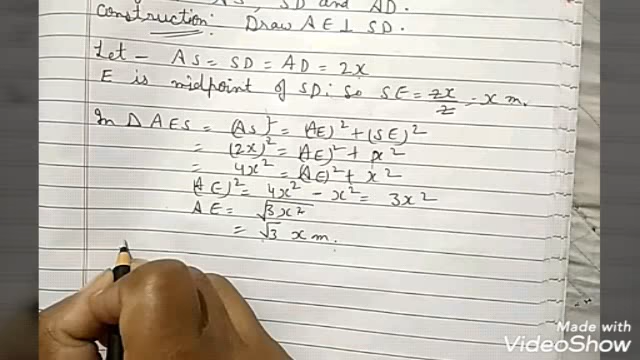 AS, SD and AD.
Construction: Draw AE ⊥ SD.
Let - AS = SD = AD = 2x
E is midpoint of SD; so SE = 2x/2 = x m.
In Δ AES = (AS)² = (AE)² + (SE)²
= (2x)² = (AE)² + x²
= 4x² = (AE)² + x²
(AE)² = 4x² - x² = 3x²
AE = √3x²
= √3 x m.
Made with
VideoShow